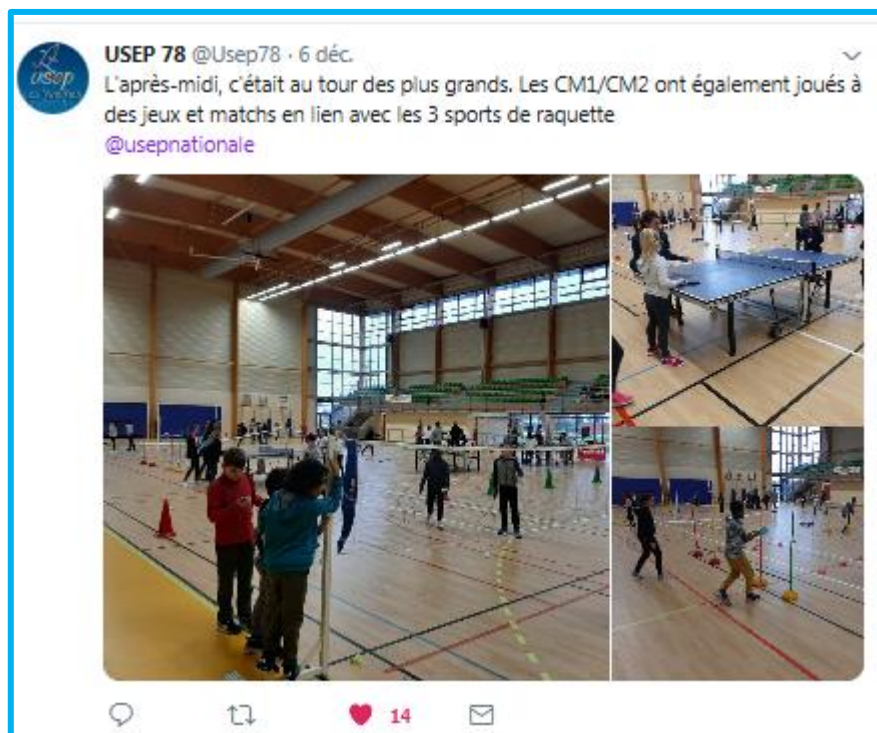 USEP 78 @Usep78 · 6 déc.
L'après-midi, c'était au tour des plus grands. Les CM1/CM2 ont également joués à
des jeux et matchs en lien avec les 3 sports de raquette
@usepnationale
usep
14